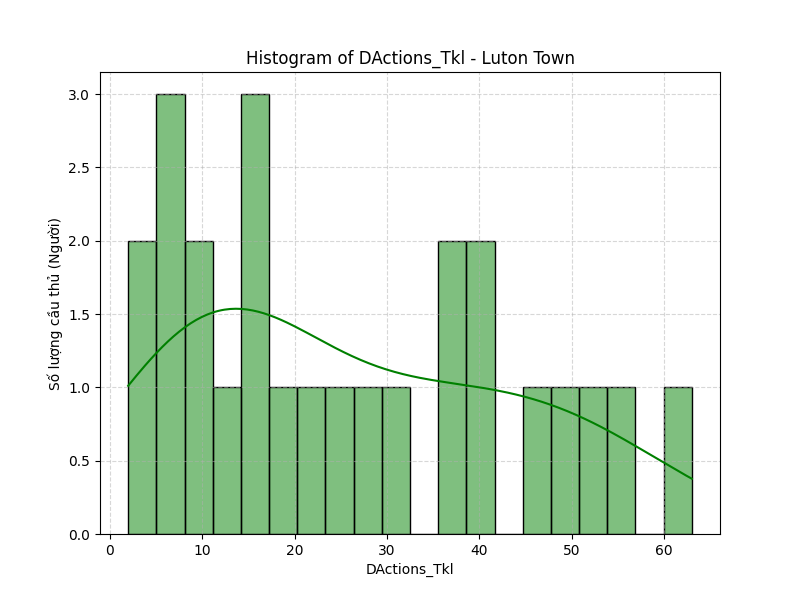 Histogram of DActions_Tkl - Luton Town
Số lượng cầu thủ (Người)
3.0
2.5
2.0
1.5
1.0
0.5
0.0
0 10 20 30 40 50 60
DActions_Tkl